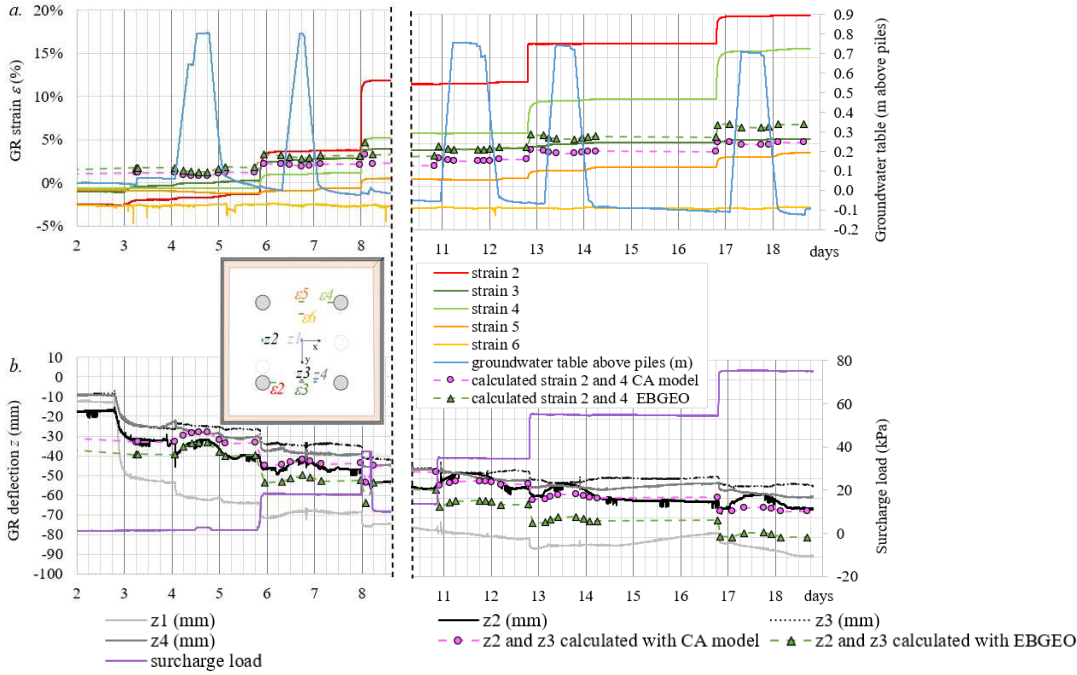 a.
GR strain ε (%)
20%
15%
10%
5%
0%
-5%
2 3 4 5 6 7 8
11 12 13 14 15 16 17 18 days
0.9
0.8
0.7
0.6
0.5
0.4
0.3
0.2
0.1
0.0
-0.1
-0.2
Groundwater table (m above piles)
ε5 ε4
ε6
z2 z1 x
y
z3 z4
ε2 ε3
strain 2
strain 3
strain 4
strain 5
strain 6
groundwater table above piles (m)
calculated strain 2 and 4 CA model
calculated strain 2 and 4 EBGEO
b.
GR deflection z (mm)
10
0
-10
-20
-30
-40
-50
-60
-70
-80
-90
-100
2 3 4 5 6 7 8
11 12 13 14 15 16 17 18 days
80
60
40
20
0
-20
Surcharge load (kPa)
z1 (mm) z2 (mm) z3 (mm)
z4 (mm) z2 and z3 calculated with CA model z2 and z3 calculated with EBGEO
surcharge load